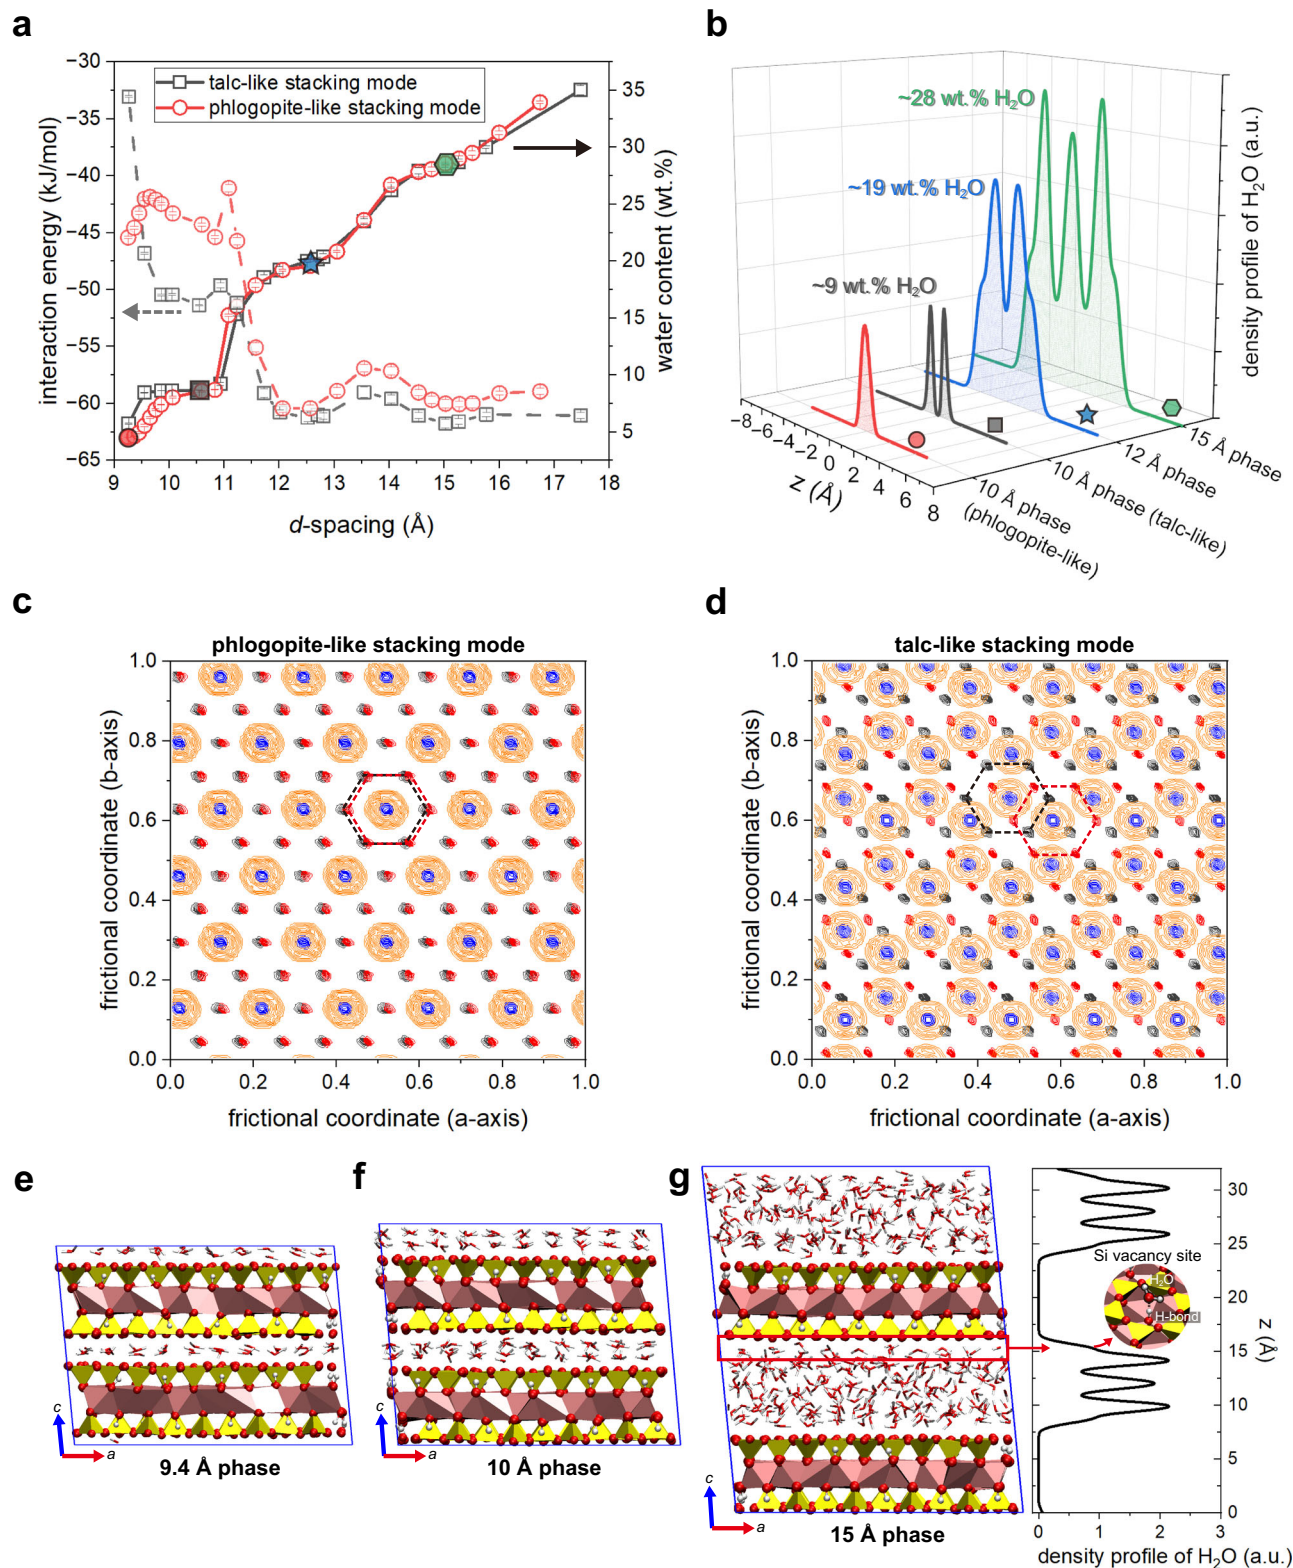 a
−30
−35
−40
−45
−50
−55
−60
−65
interaction energy (kJ/mol)
talc-like stacking mode
phlogopite-like stacking mode
35
30
25
20
15
10
5
water content (wt.%)
9 10 11 12 13 14 15 16 17 18
d-spacing (Å)
b
~28 wt.% H2O
~19 wt.% H2O
~9 wt.% H2O
density profile of H2O (a.u.)
−8 −6 −4 −2 0 2 4 6 8
z (Å)
15 Å phase
12 Å phase
10 Å phase (talc-like)
10 Å phase
(phlogopite-like)
c
phlogopite-like stacking mode
1.0
0.8
0.6
0.4
0.2
0.0
frictional coordinate (b-axis)
0.0 0.2 0.4 0.6 0.8 1.0
frictional coordinate (a-axis)
d
talc-like stacking mode
1.0
0.8
0.6
0.4
0.2
0.0
frictional coordinate (b-axis)
0.0 0.2 0.4 0.6 0.8 1.0
frictional coordinate (a-axis)
e
c
a
9.4 Å phase
f
c
a
10 Å phase
g
c
a
15 Å phase
Si vacancy site
H2O
H-bond
30
25
20
15
10
5
0
z (Å)
0 1 2 3
density profile of H2O (a.u.)